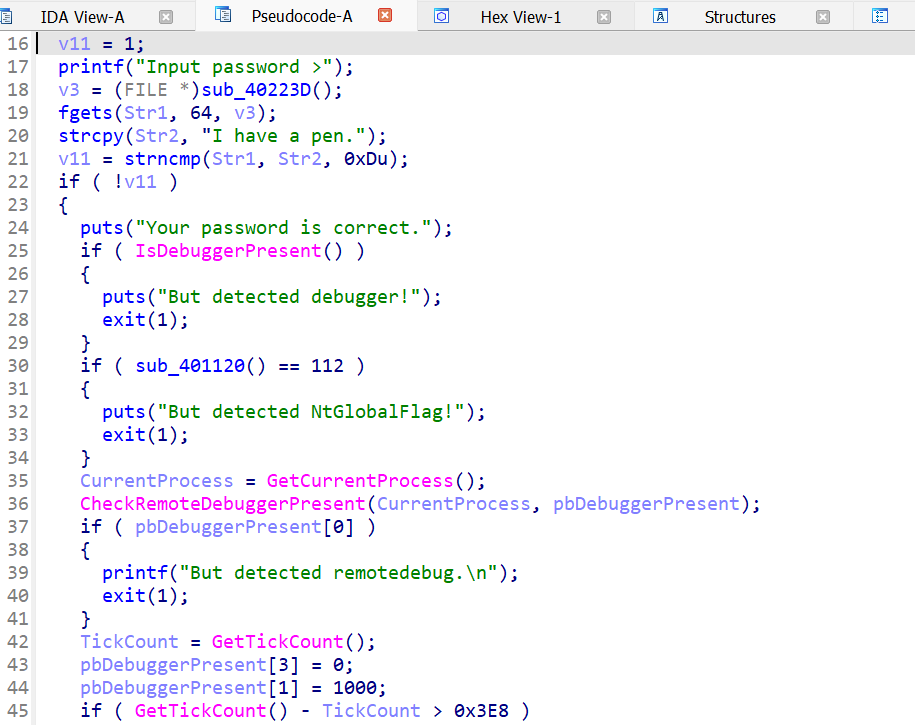 IDA View-A Pseudocode-A Hex View-1 Structures
16 v11 = 1;
17 printf("Input password >");
18 v3 = (FILE *)sub_40223D();
19 fgets(Str1, 64, v3);
20 strcpy(Str2, "I have a pen.");
21 v11 = strncmp(Str1, Str2, 0xDu);
22 if ( !v11 )
23 {
24 puts("Your password is correct.");
25 if ( IsDebuggerPresent() )
26 {
27 puts("But detected debugger!");
28 exit(1);
29 }
30 if ( sub_401120() == 112 )
31 {
32 puts("But detected NtGlobalFlag!");
33 exit(1);
34 }
35 CurrentProcess = GetCurrentProcess();
36 CheckRemoteDebuggerPresent(CurrentProcess, pbDebuggerPresent);
37 if ( pbDebuggerPresent[0] )
38 {
39 printf("But detected remotedebug.\n");
40 exit(1);
41 }
42 TickCount = GetTickCount();
43 pbDebuggerPresent[3] = 0;
44 pbDebuggerPresent[1] = 1000;
45 if ( GetTickCount() - TickCount > 0x3E8 )